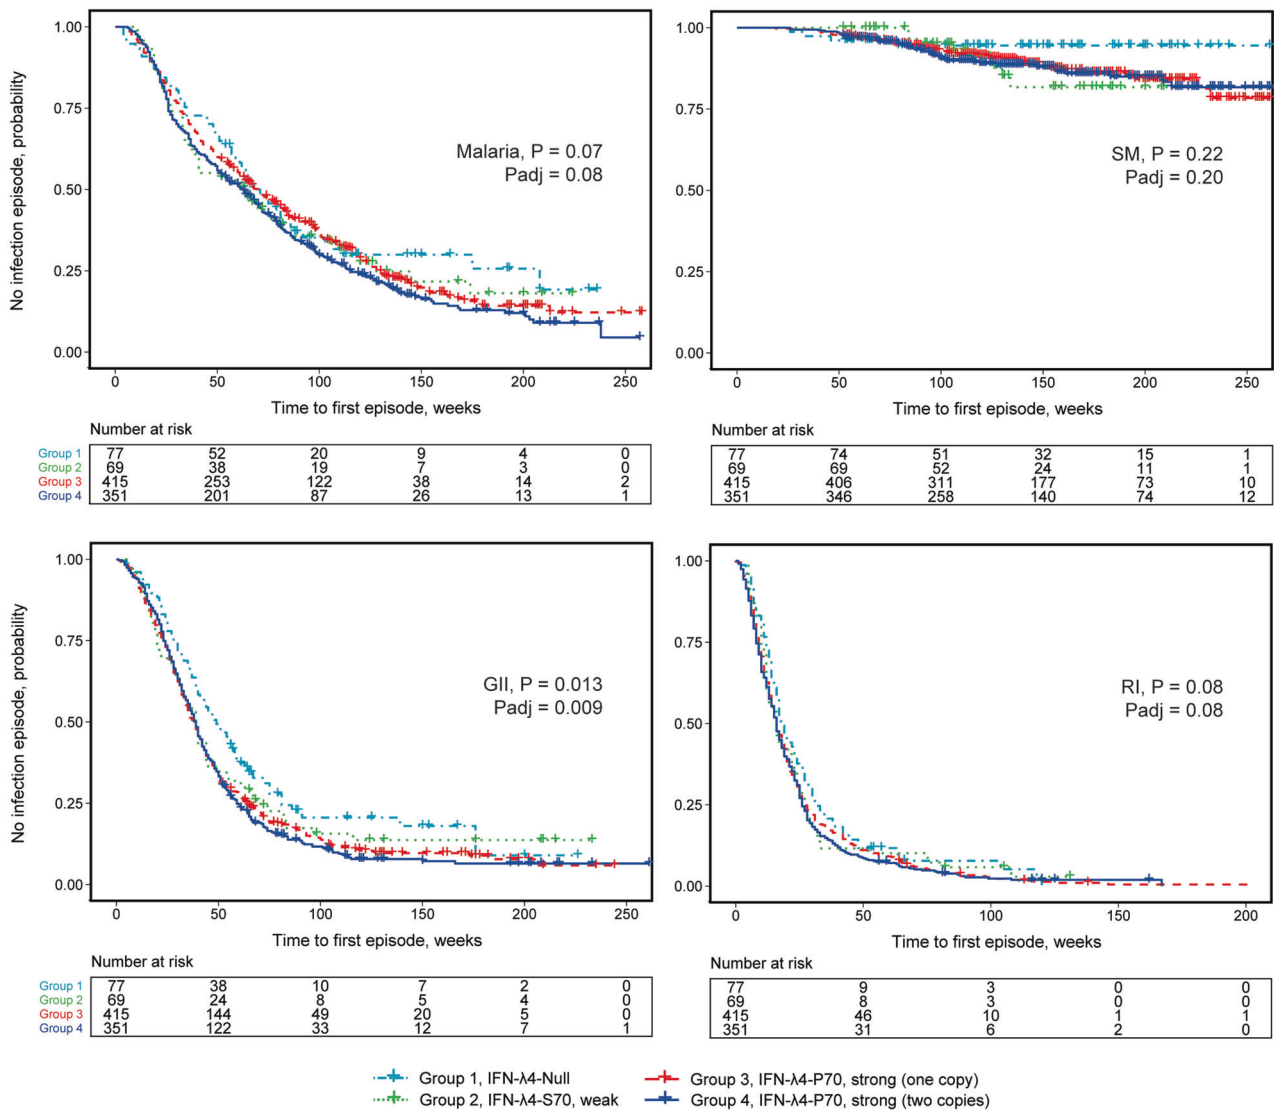 No infection episode, probability
1.00
0.75
0.50
0.25
0.00
Malaria, P = 0.07
Padj = 0.08
0 50 100 150 200 250
Time to first episode, weeks
Number at risk
Group 1 77 52 20 9 4 0
Group 2 69 38 19 7 3 0
Group 3 415 253 122 38 14 2
Group 4 351 201 87 26 13 1
1.00
0.75
0.50
0.25
0.00
SM, P = 0.22
Padj = 0.20
0 50 100 150 200 250
Time to first episode, weeks
Number at risk
77 74 51 32 15 1
69 69 52 24 11 1
415 406 311 177 73 10
351 346 258 140 74 12
No infection episode, probability
1.00
0.75
0.50
0.25
0.00
GII, P = 0.013
Padj = 0.009
0 50 100 150 200 250
Time to first episode, weeks
Number at risk
Group 1 77 38 10 7 2 0
Group 2 69 24 8 5 4 0
Group 3 415 144 49 20 5 0
Group 4 351 122 33 12 7 1
1.00
0.75
0.50
0.25
0.00
RI, P = 0.08
Padj = 0.08
0 50 100 150 200
Time to first episode, weeks
Number at risk
77 9 3 0 0
69 8 3 0 0
415 46 10 1 1
351 31 6 2 0
Group 1, IFN-λ4-Null
Group 2, IFN-λ4-S70, weak
Group 3, IFN-λ4-P70, strong (one copy)
Group 4, IFN-λ4-P70, strong (two copies)